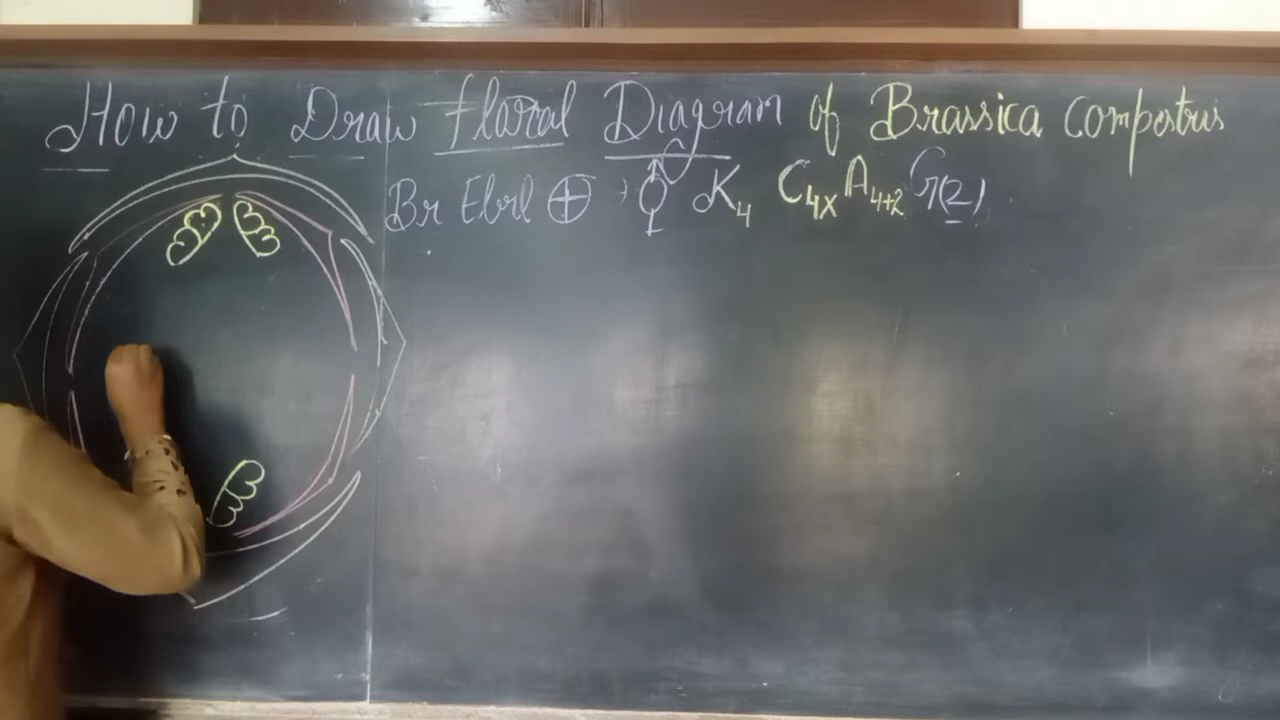 How to Draw Floral Diagram of Brassica Compestris
Br Ebrl ⊕ ⚥ K4 C4x A4+2 G(2)